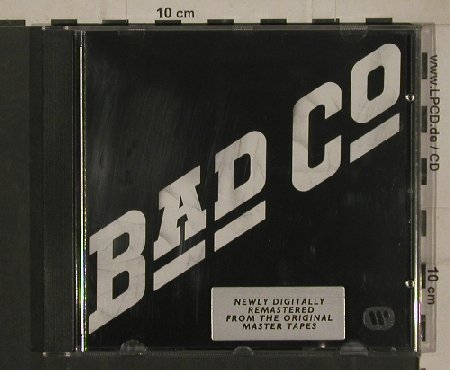 10 cm
www.LPCD.de / CD
BAD CO
NEWLY DIGITALLY
REMASTERED
FROM THE ORIGINAL
MASTER TAPES
10 cm